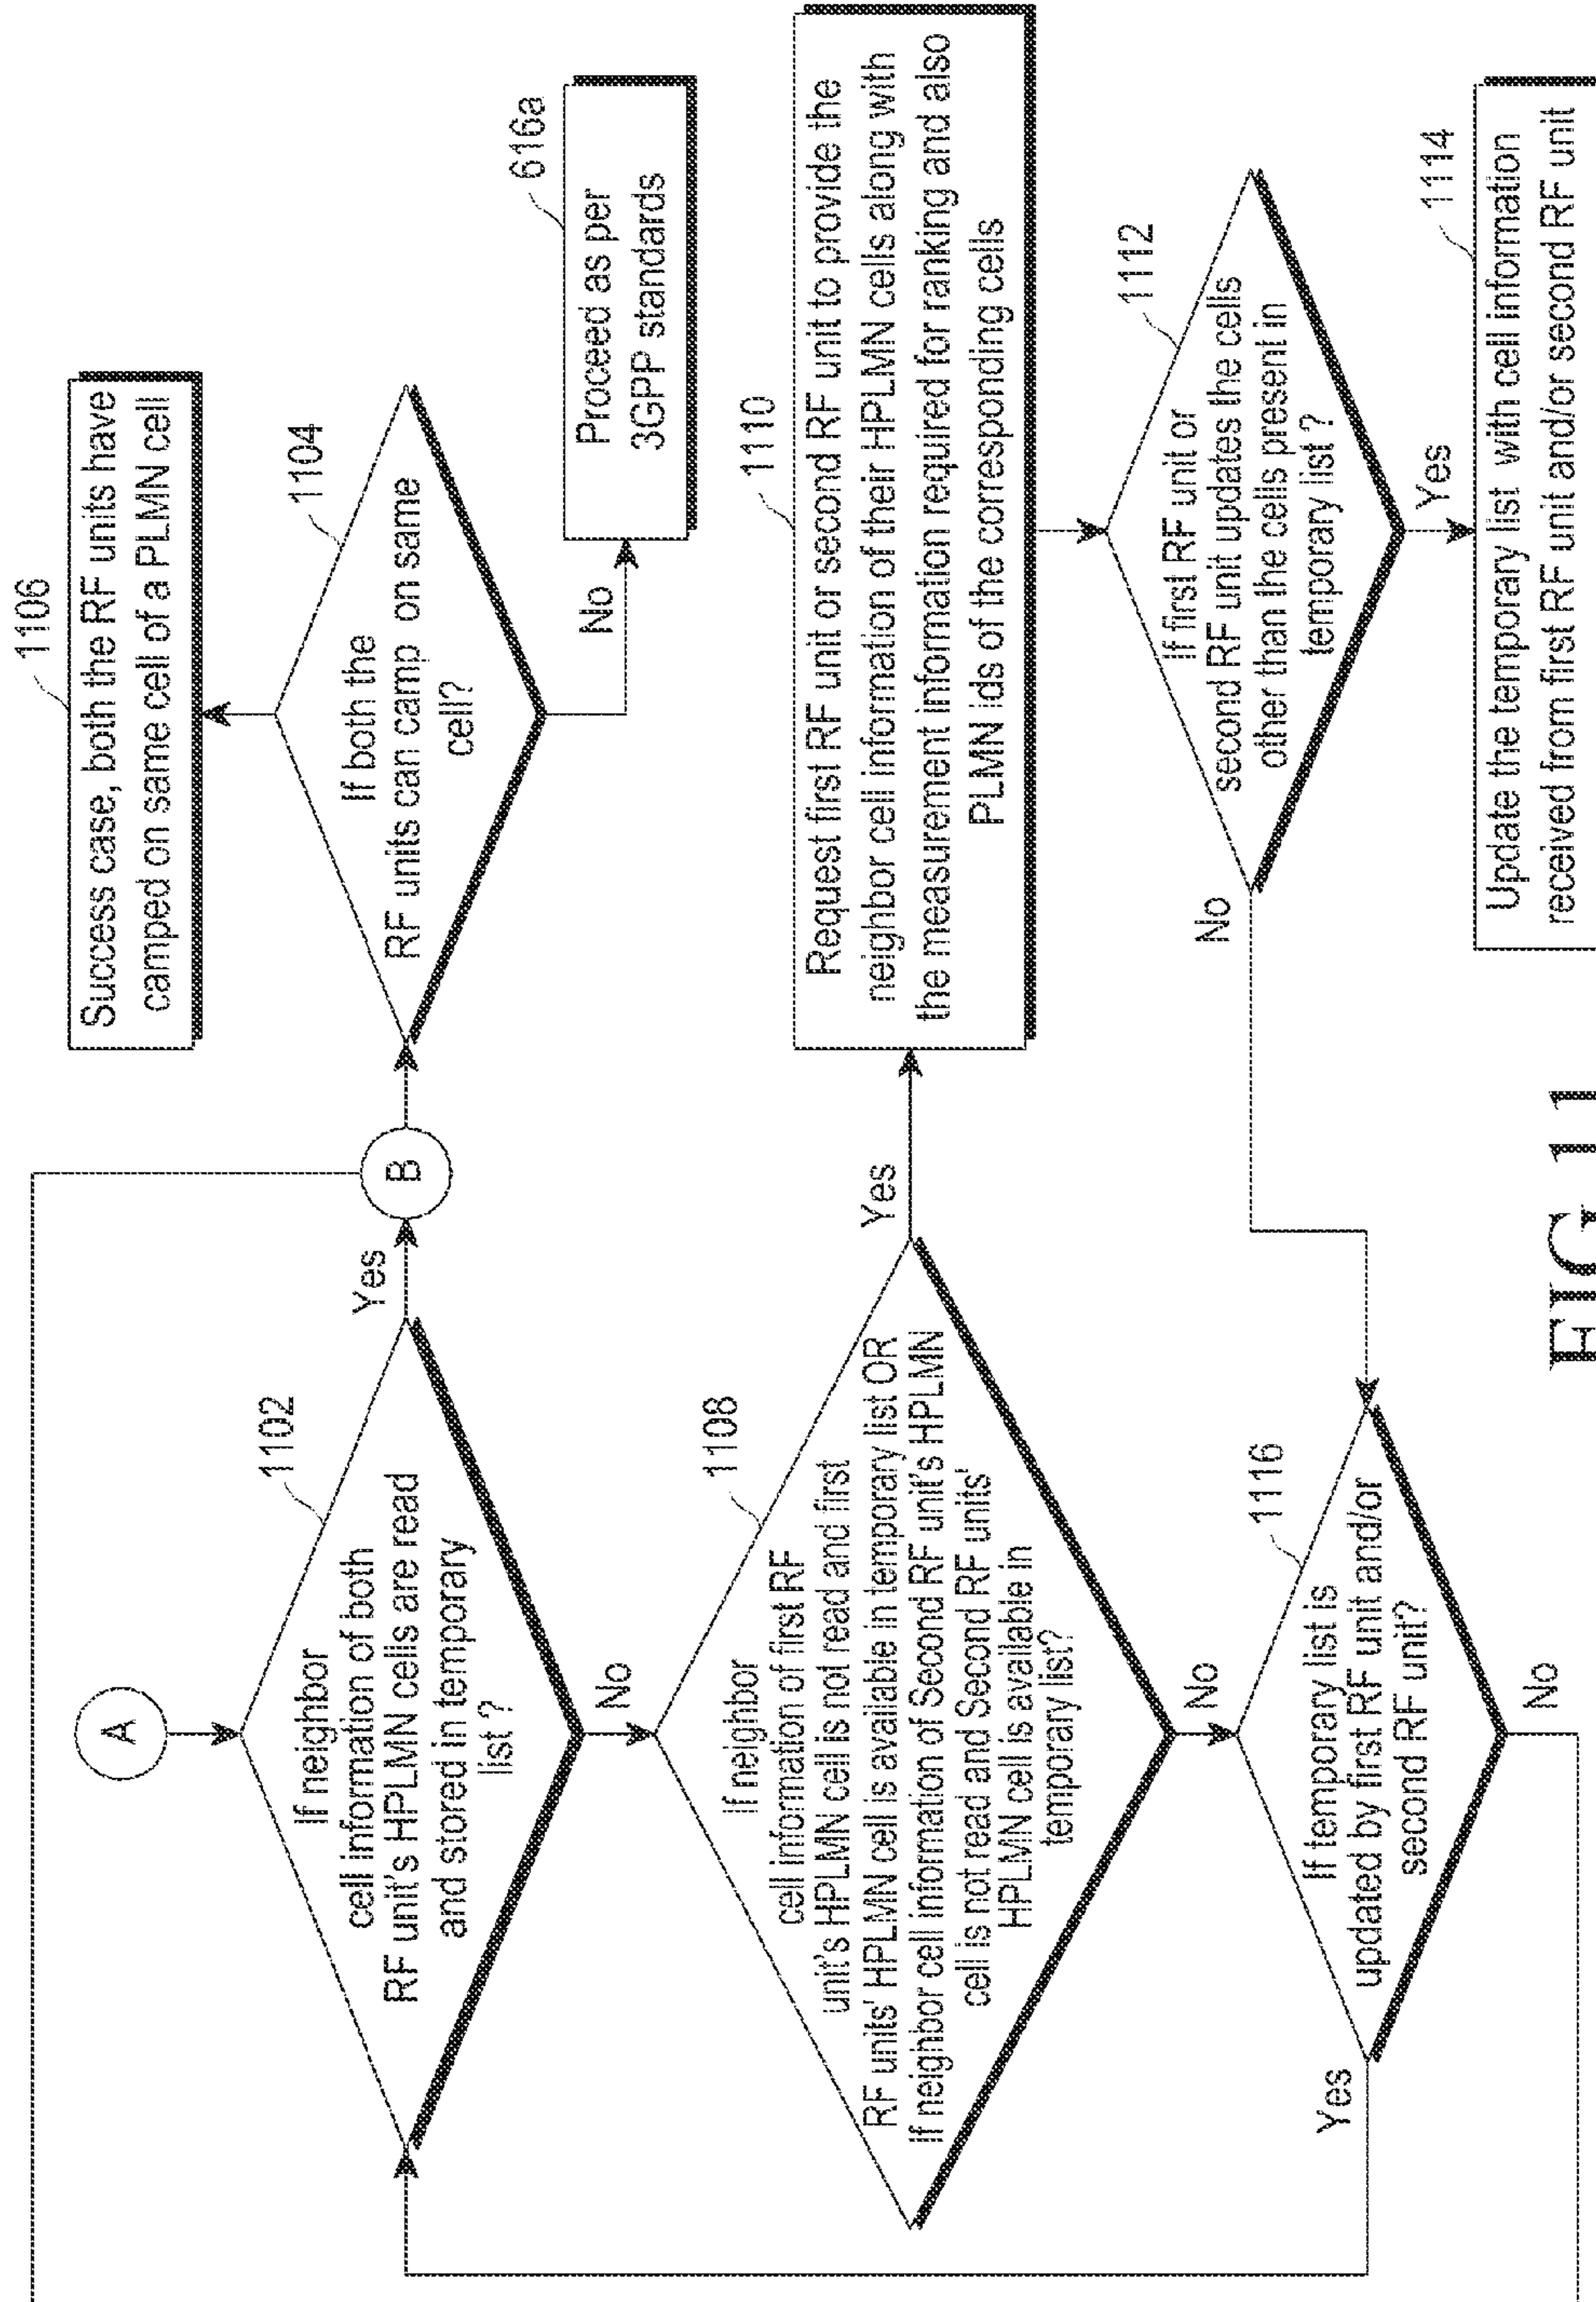 A
If neighbor
cell information of both
RF unit's HPLMN cells are read
and stored in temporary
list ?
1102
Yes
No
B
If both the
RF units can camp on same
cell?
1104
No
1106
Success case, both the RF units have
camped on same cell of a PLMN cell
616a
Proceed as per
3GPP standards
If neighbor
cell information of first RF
unit's HPLMN cell is not read and first
RF units' HPLMN cell is available in temporary list OR
If neighbor cell information of Second RF unit's HPLMN
cell is not read and Second RF units'
HPLMN cell is available in
temporary list?
1108
Yes
No
1110
Request first RF unit or second RF unit to provide the
neighbor cell information of their HPLMN cells along with
the measurement information required for ranking and also
PLMN ids of the corresponding cells
If first RF unit or
second RF unit updates the cells
other than the cells present in
temporary list ?
1112
No
Yes
1114
Update the temporary list with cell information
received from first RF unit and/or second RF unit
If temporary list is
updated by first RF unit and/or
second RF unit?
1116
Yes
No
FIG 11